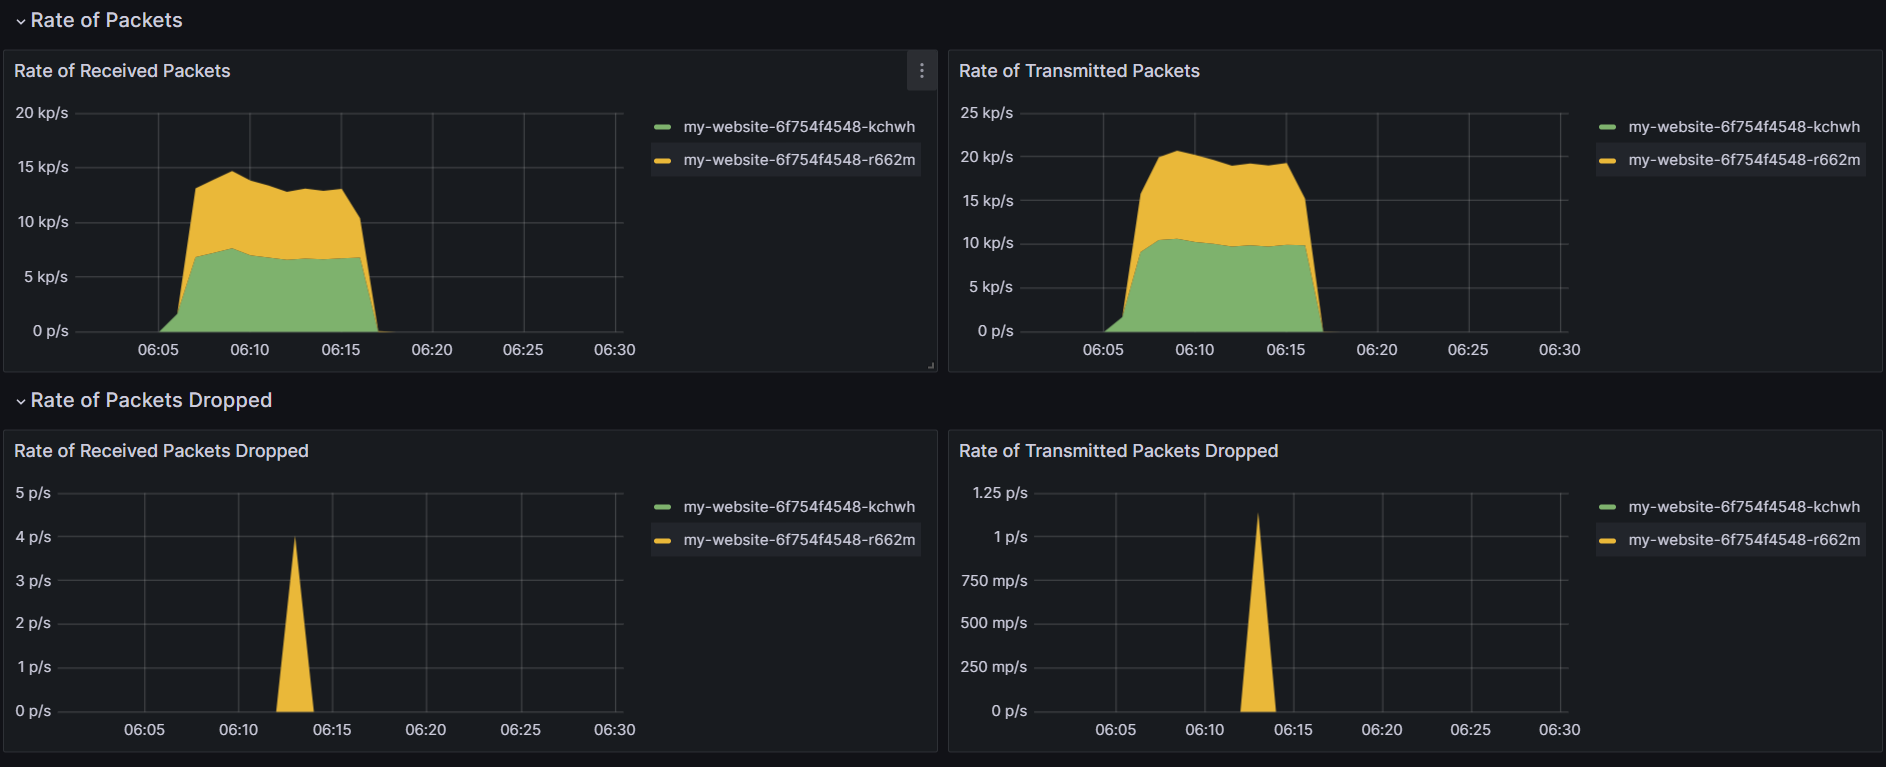 Rate of Packets
Rate of Received Packets
20 kp/s
15 kp/s
10 kp/s
5 kp/s
0 p/s
06:05 06:10 06:15 06:20 06:25 06:30
my-website-6f754f4548-kchwh
my-website-6f754f4548-r662m
Rate of Transmitted Packets
25 kp/s
20 kp/s
15 kp/s
10 kp/s
5 kp/s
0 p/s
06:05 06:10 06:15 06:20 06:25 06:30
my-website-6f754f4548-kchwh
my-website-6f754f4548-r662m
Rate of Packets Dropped
Rate of Received Packets Dropped
5 p/s
4 p/s
3 p/s
2 p/s
1 p/s
0 p/s
06:05 06:10 06:15 06:20 06:25 06:30
my-website-6f754f4548-kchwh
my-website-6f754f4548-r662m
Rate of Transmitted Packets Dropped
1.25 p/s
1 p/s
750 mp/s
500 mp/s
250 mp/s
0 p/s
06:05 06:10 06:15 06:20 06:25 06:30
my-website-6f754f4548-kchwh
my-website-6f754f4548-r662m